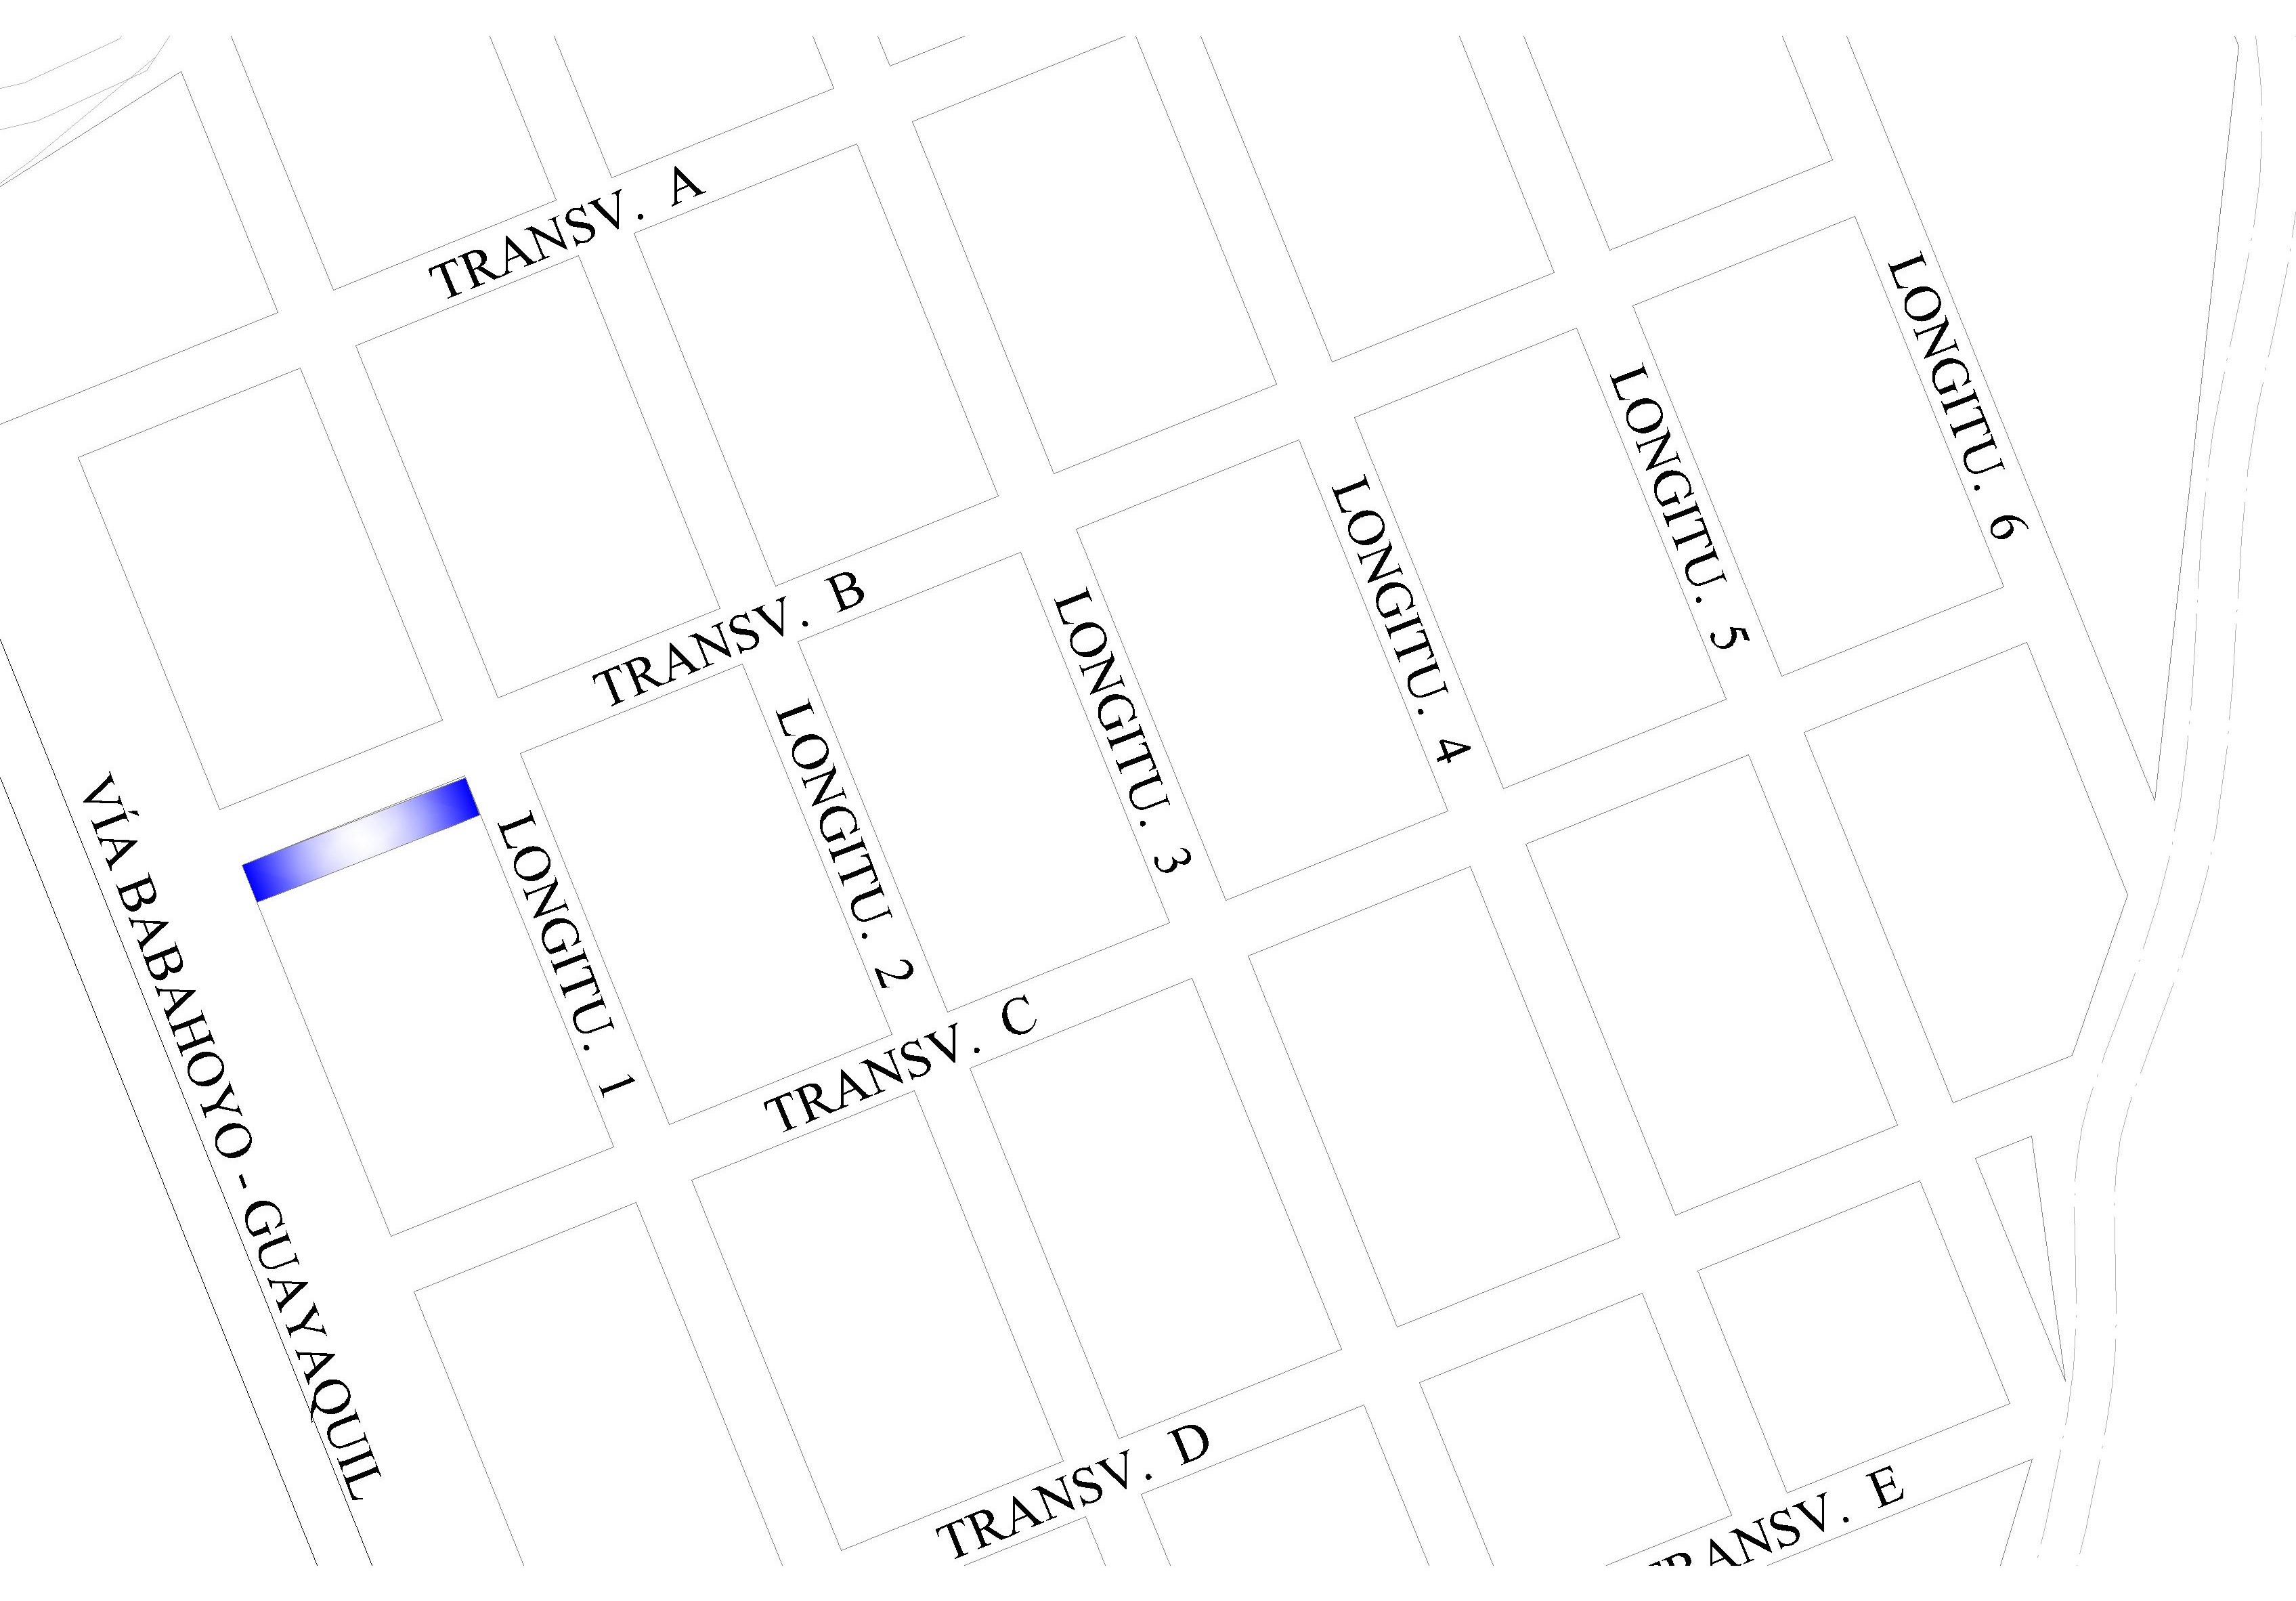 TRANSV. A
LONGITU. 6
LONGITU. 5
LONGITU. 4
TRANSV. B
LONGITU. 3
LONGITU. 2
VÍA BABAHOYO - GUAYAQUIL
LONGITU. 1
TRANSV. C
TRANSV. D
TRANSV. E